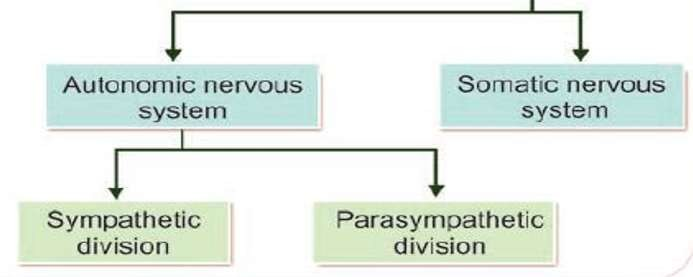 Autonomic nervous
system
Somatic nervous
system
Sympathetic
division
Parasympathetic
division